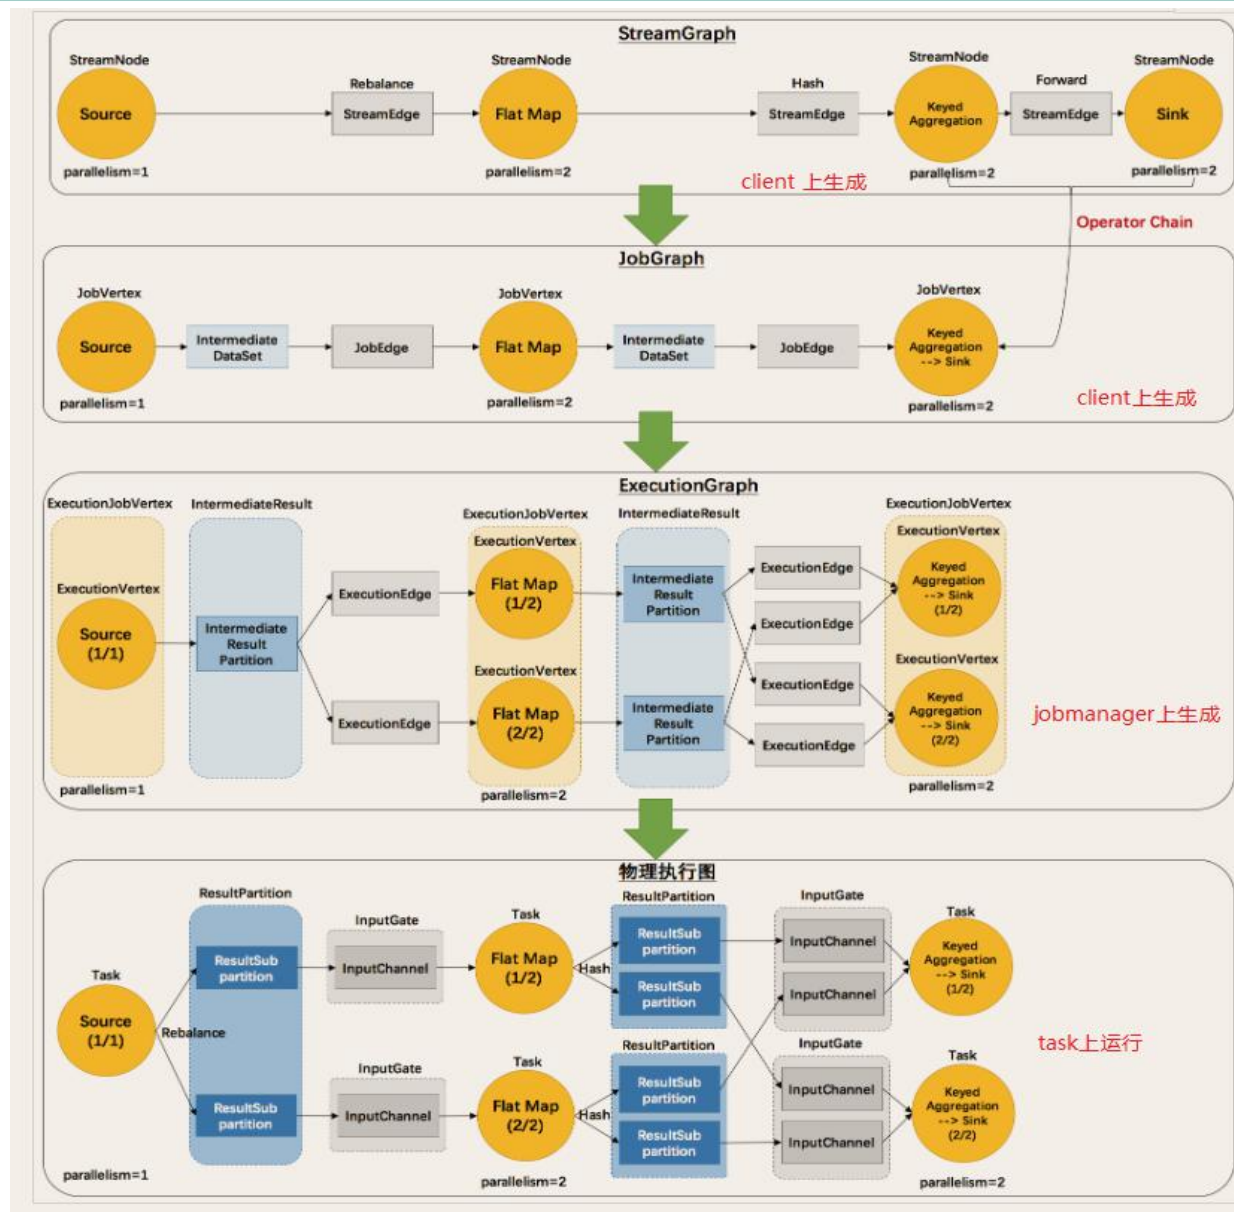 StreamGraph
StreamNode
Source
parallelism=1
Rebalance
StreamEdge
StreamNode
Flat Map
parallelism=2
Hash
StreamEdge
StreamNode
Keyed
Aggregation
parallelism=2
Forward
StreamEdge
StreamNode
Sink
parallelism=2
client 上生成
Operator Chain
JobGraph
JobVertex
Source
parallelism=1
Intermediate
DataSet
JobEdge
JobVertex
Flat Map
parallelism=2
Intermediate
DataSet
JobEdge
JobVertex
Keyed
Aggregation
--> Sink
parallelism=2
client上生成
ExecutionGraph
ExecutionJobVertex
ExecutionVertex
Source
(1/1)
parallelism=1
IntermediateResult
Intermediate
Result
Partition
ExecutionEdge
ExecutionEdge
ExecutionJobVertex
ExecutionVertex
Flat Map
(1/2)
ExecutionVertex
Flat Map
(2/2)
parallelism=2
IntermediateResult
Intermediate
Result
Partition
Intermediate
Result
Partition
ExecutionEdge
ExecutionEdge
ExecutionEdge
ExecutionEdge
ExecutionJobVertex
ExecutionVertex
Keyed
Aggregation
--> Sink
(1/2)
ExecutionVertex
Keyed
Aggregation
--> Sink
(2/2)
parallelism=2
jobmanager上生成
物理执行图
Task
Source
(1/1)
parallelism=1
Rebalance
ResultPartition
ResultSub
partition
ResultSub
partition
InputGate
InputChannel
InputGate
InputChannel
Task
Flat Map
(1/2)
Hash
Task
Flat Map
(2/2)
Hash
parallelism=2
ResultPartition
ResultSub
partition
ResultSub
partition
ResultPartition
ResultSub
partition
ResultSub
partition
InputGate
InputChannel
InputChannel
InputGate
InputChannel
InputChannel
Task
Keyed
Aggregation
--> Sink
(1/2)
Task
Keyed
Aggregation
--> Sink
(2/2)
parallelism=2
task上运行